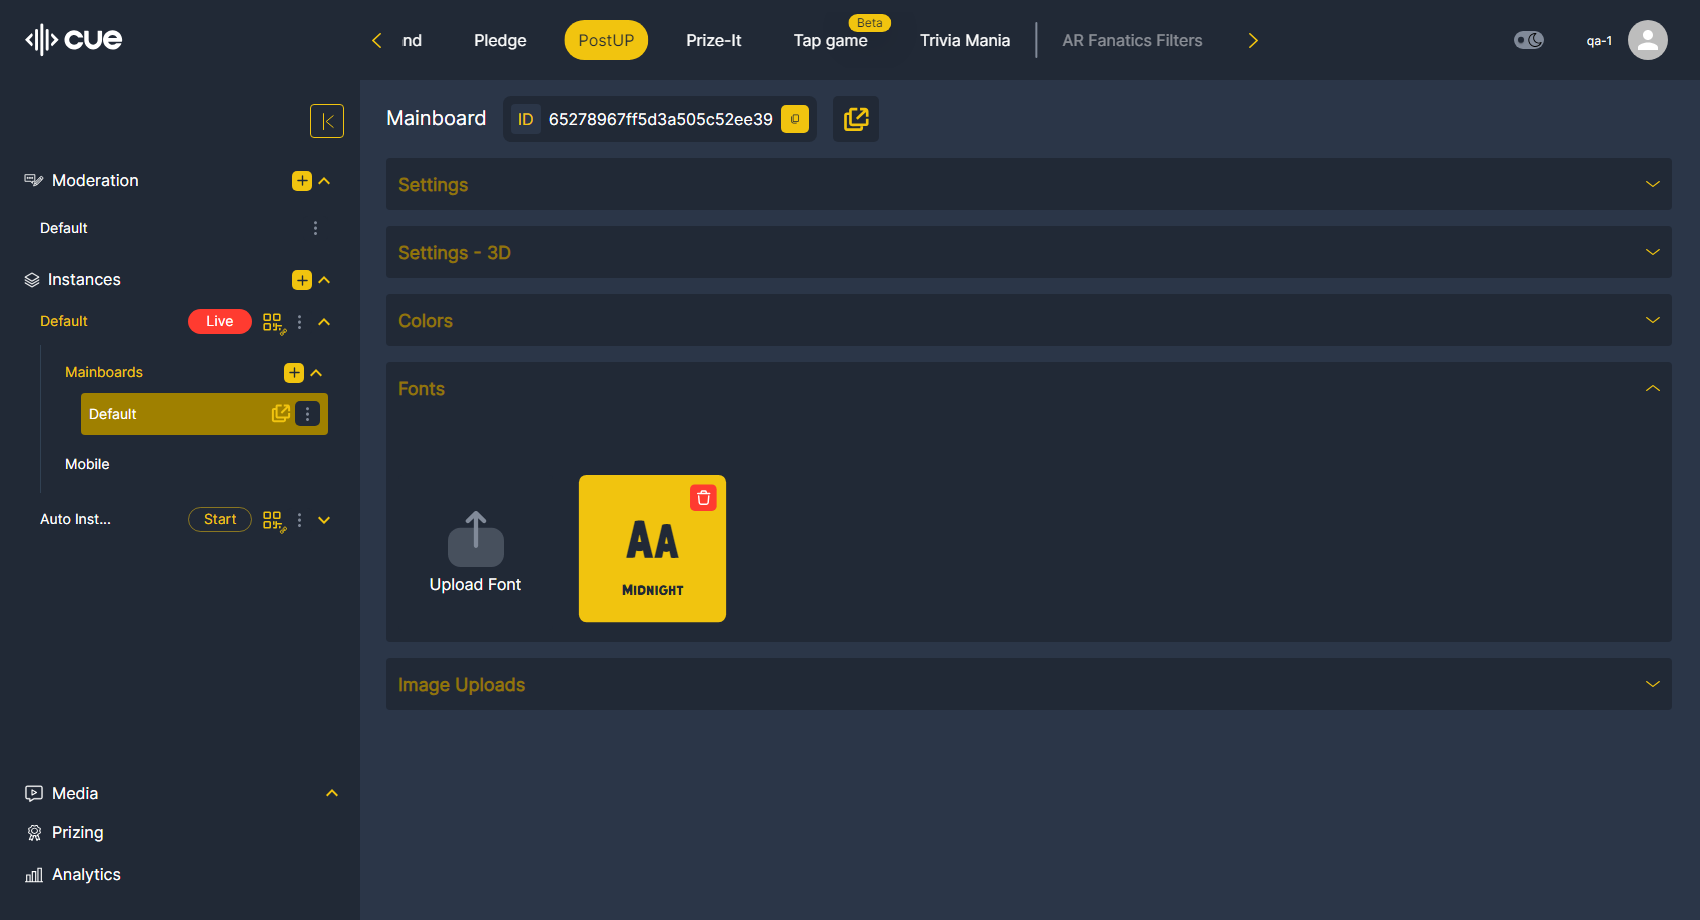 cue
nd
Pledge
PostUP
Prize-It
Beta
Tap game
Trivia Mania
AR Fanatics Filters
qa-1
Mainboard
ID 65278967ff5d3a505c52ee39
Moderation
Default
Instances
Default
Live
Mainboards
Default
Mobile
Auto Inst...
Start
Media
Prizing
Analytics
Settings
Settings - 3D
Colors
Fonts
Upload Font
AA
MIDNIGHT
Image Uploads